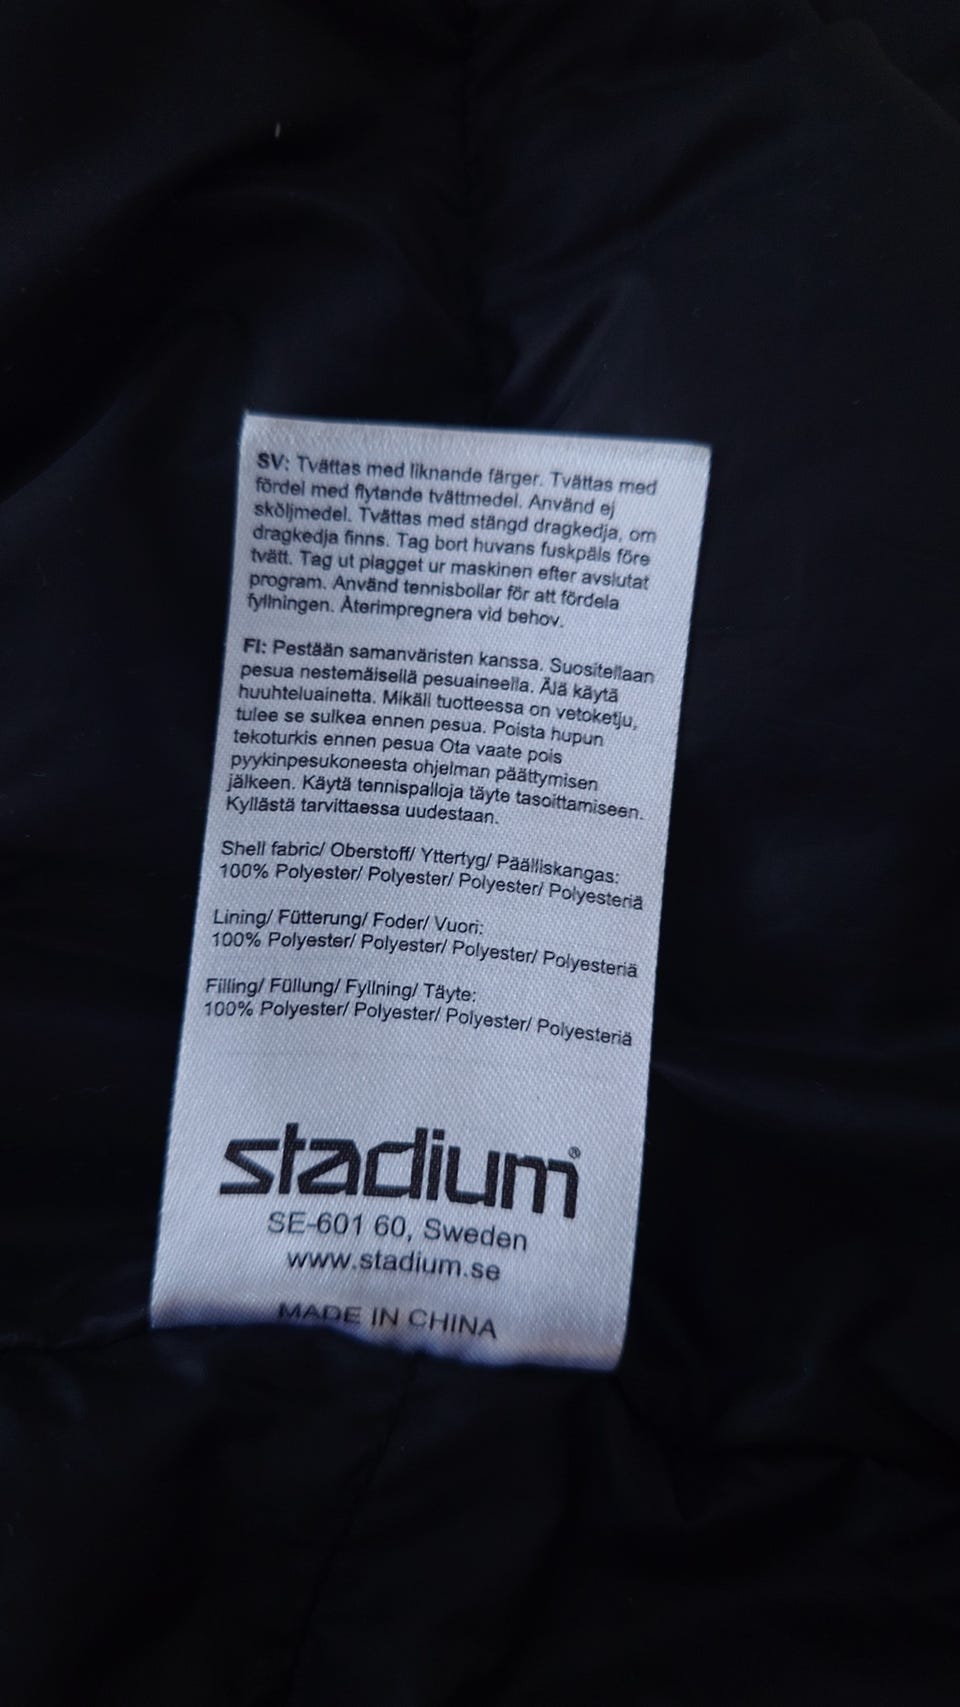 SV: Tvättas med liknande färger. Tvättas med
fördel med flytande tvättmedel. Använd ej
sköljmedel. Tvättas med stängd dragkedja, om
dragkedja finns. Tag bort huvans fuskpäls före
tvätt. Tag ut plagget ur maskinen efter avslutat
program. Använd tennisbollar för att fördela
fyllningen. Återimpregnera vid behov.
FI: Pestään samanväristen kanssa. Suositellaan
pesua nestemäisellä pesuaineella. Älä käytä
huuhteluainetta. Mikäli tuotteessa on vetoketju,
tulee se sulkea ennen pesua. Poista hupun
tekoturkis ennen pesua Ota vaate pois
pyykinpesukoneesta ohjelman päättymisen
jälkeen. Käytä tennispalloja täyte tasoittamiseen.
Kyllästä tarvittaessa uudestaan.
Shell fabric/ Oberstoff/ Yttertyg/ Päälliskangas:
100% Polyester/ Polyester/ Polyester/ Polyesteriä
Lining/ Fütterung/ Foder/ Vuori:
100% Polyester/ Polyester/ Polyester/ Polyesteriä
Filling/ Füllung/ Fyllning/ Täyte:
100% Polyester/ Polyester/ Polyester/ Polyesteriä
stadium®
SE-601 60, Sweden
www.stadium.se
MADE IN CHINA